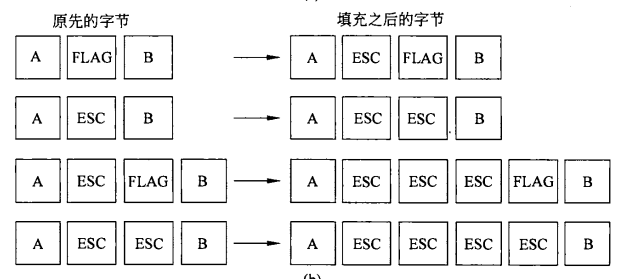 原先的字节 填充之后的字节
A FLAG B A ESC FLAG B
A ESC B A ESC ESC B
A ESC FLAG B A ESC ESC ESC FLAG B
A ESC ESC B A ESC ESC ESC ESC B